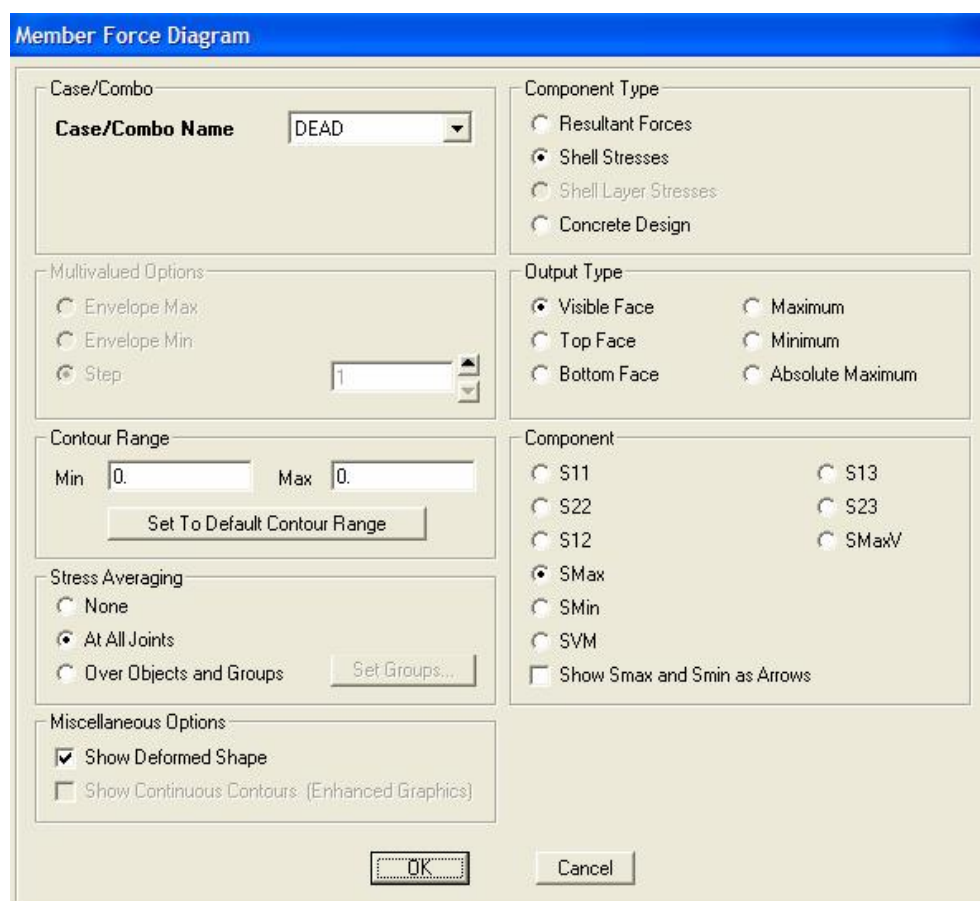 Member Force Diagram
Case/Combo
Case/Combo Name DEAD
Component Type
Resultant Forces
Shell Stresses
Shell Layer Stresses
Concrete Design
Multivalued Options
Envelope Max
Envelope Min
Step 1
Output Type
Visible Face Maximum
Top Face Minimum
Bottom Face Absolute Maximum
Contour Range
Min 0. Max 0.
Set To Default Contour Range
Component
S11 S13
S22 S23
S12 SMaxV
SMax
SMin
SVM
Show Smax and Smin as Arrows
Stress Averaging
None
At All Joints
Over Objects and Groups Set Groups...
Miscellaneous Options
Show Deformed Shape
Show Continuous Contours (Enhanced Graphics)
OK Cancel